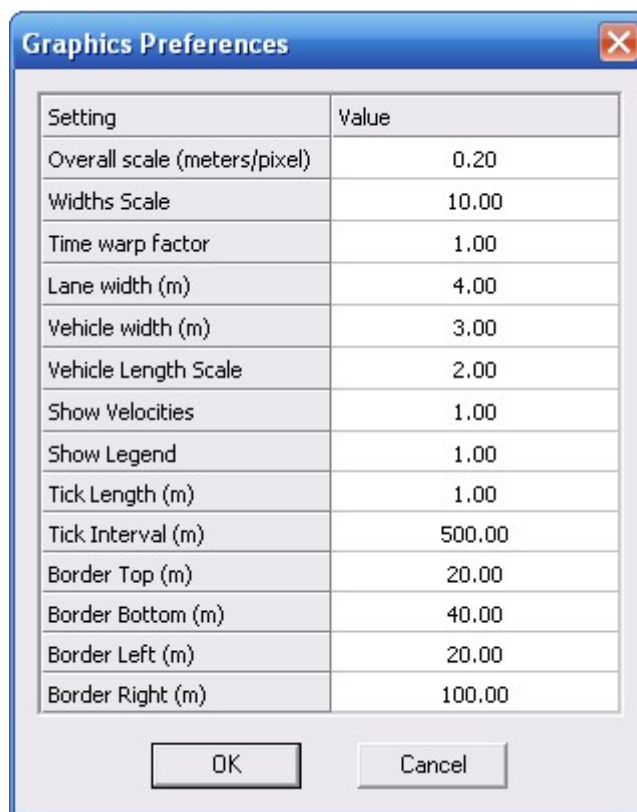 Graphics Preferences
Setting Value
Overall scale (meters/pixel) 0.20
Widths Scale 10.00
Time warp factor 1.00
Lane width (m) 4.00
Vehicle width (m) 3.00
Vehicle Length Scale 2.00
Show Velocities 1.00
Show Legend 1.00
Tick Length (m) 1.00
Tick Interval (m) 500.00
Border Top (m) 20.00
Border Bottom (m) 40.00
Border Left (m) 20.00
Border Right (m) 100.00
OK Cancel